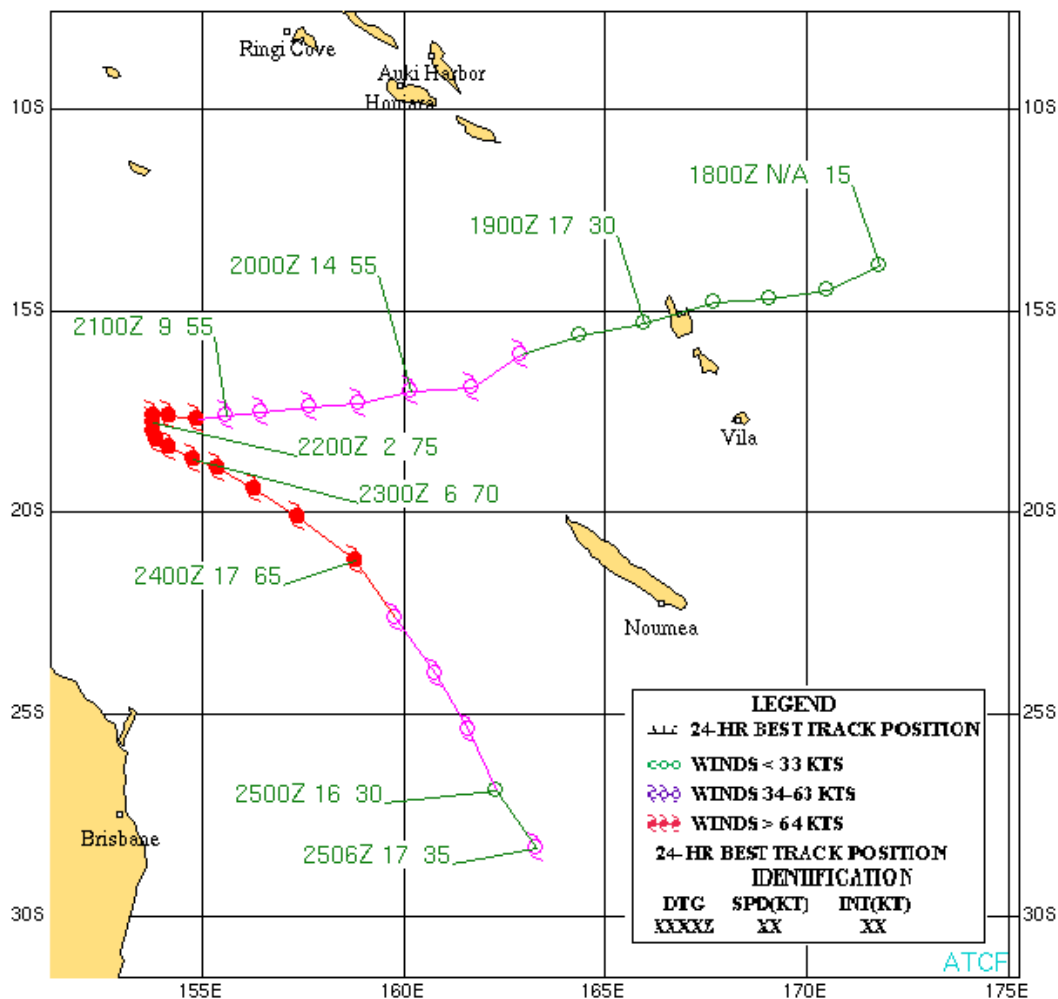 Ringi Cove
Auki Harbor
Honiara
10S
10S
1800Z N/A 15
1900Z 17 30
2000Z 14 55
15S
15S
2100Z 9 55
Vila
2200Z 2 75
2300Z 6 70
20S
20S
2400Z 17 65
Noumea
25S
25S
LEGEND
24-HR BEST TRACK POSITION
WINDS < 33 KTS
2500Z 16 30
WINDS 34-63 KTS
WINDS > 64 KTS
Brisbane
2506Z 17 35
24-HR BEST TRACK POSITION
IDENTIFICATION
DTG SPD(KT) INT(KT)
XXXXZ XX XX
30S
30S
ATCF
155E 160E 165E 170E 175E